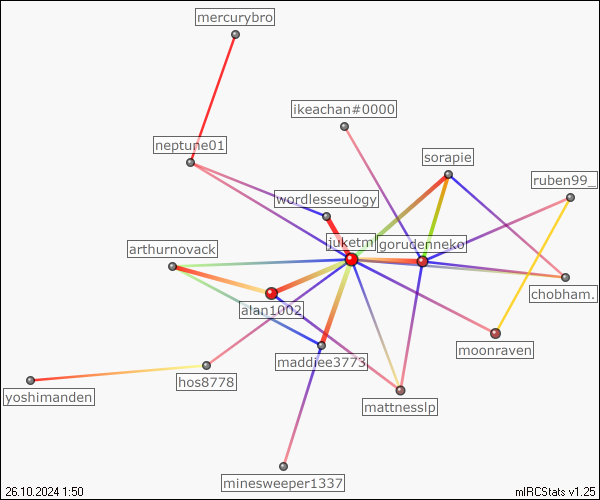 mercurybro
ikeachan#0000
neptune01
sorapie
ruben99_
wordlesseulogy
juketm
gorudenneko
arthurnovack
chobham.
alan1002
moonraven
maddiee3773
hos8778
yoshimanden
mattnesslp
minesweeper1337
26.10.2024 1:50
mIRCStats v1.25